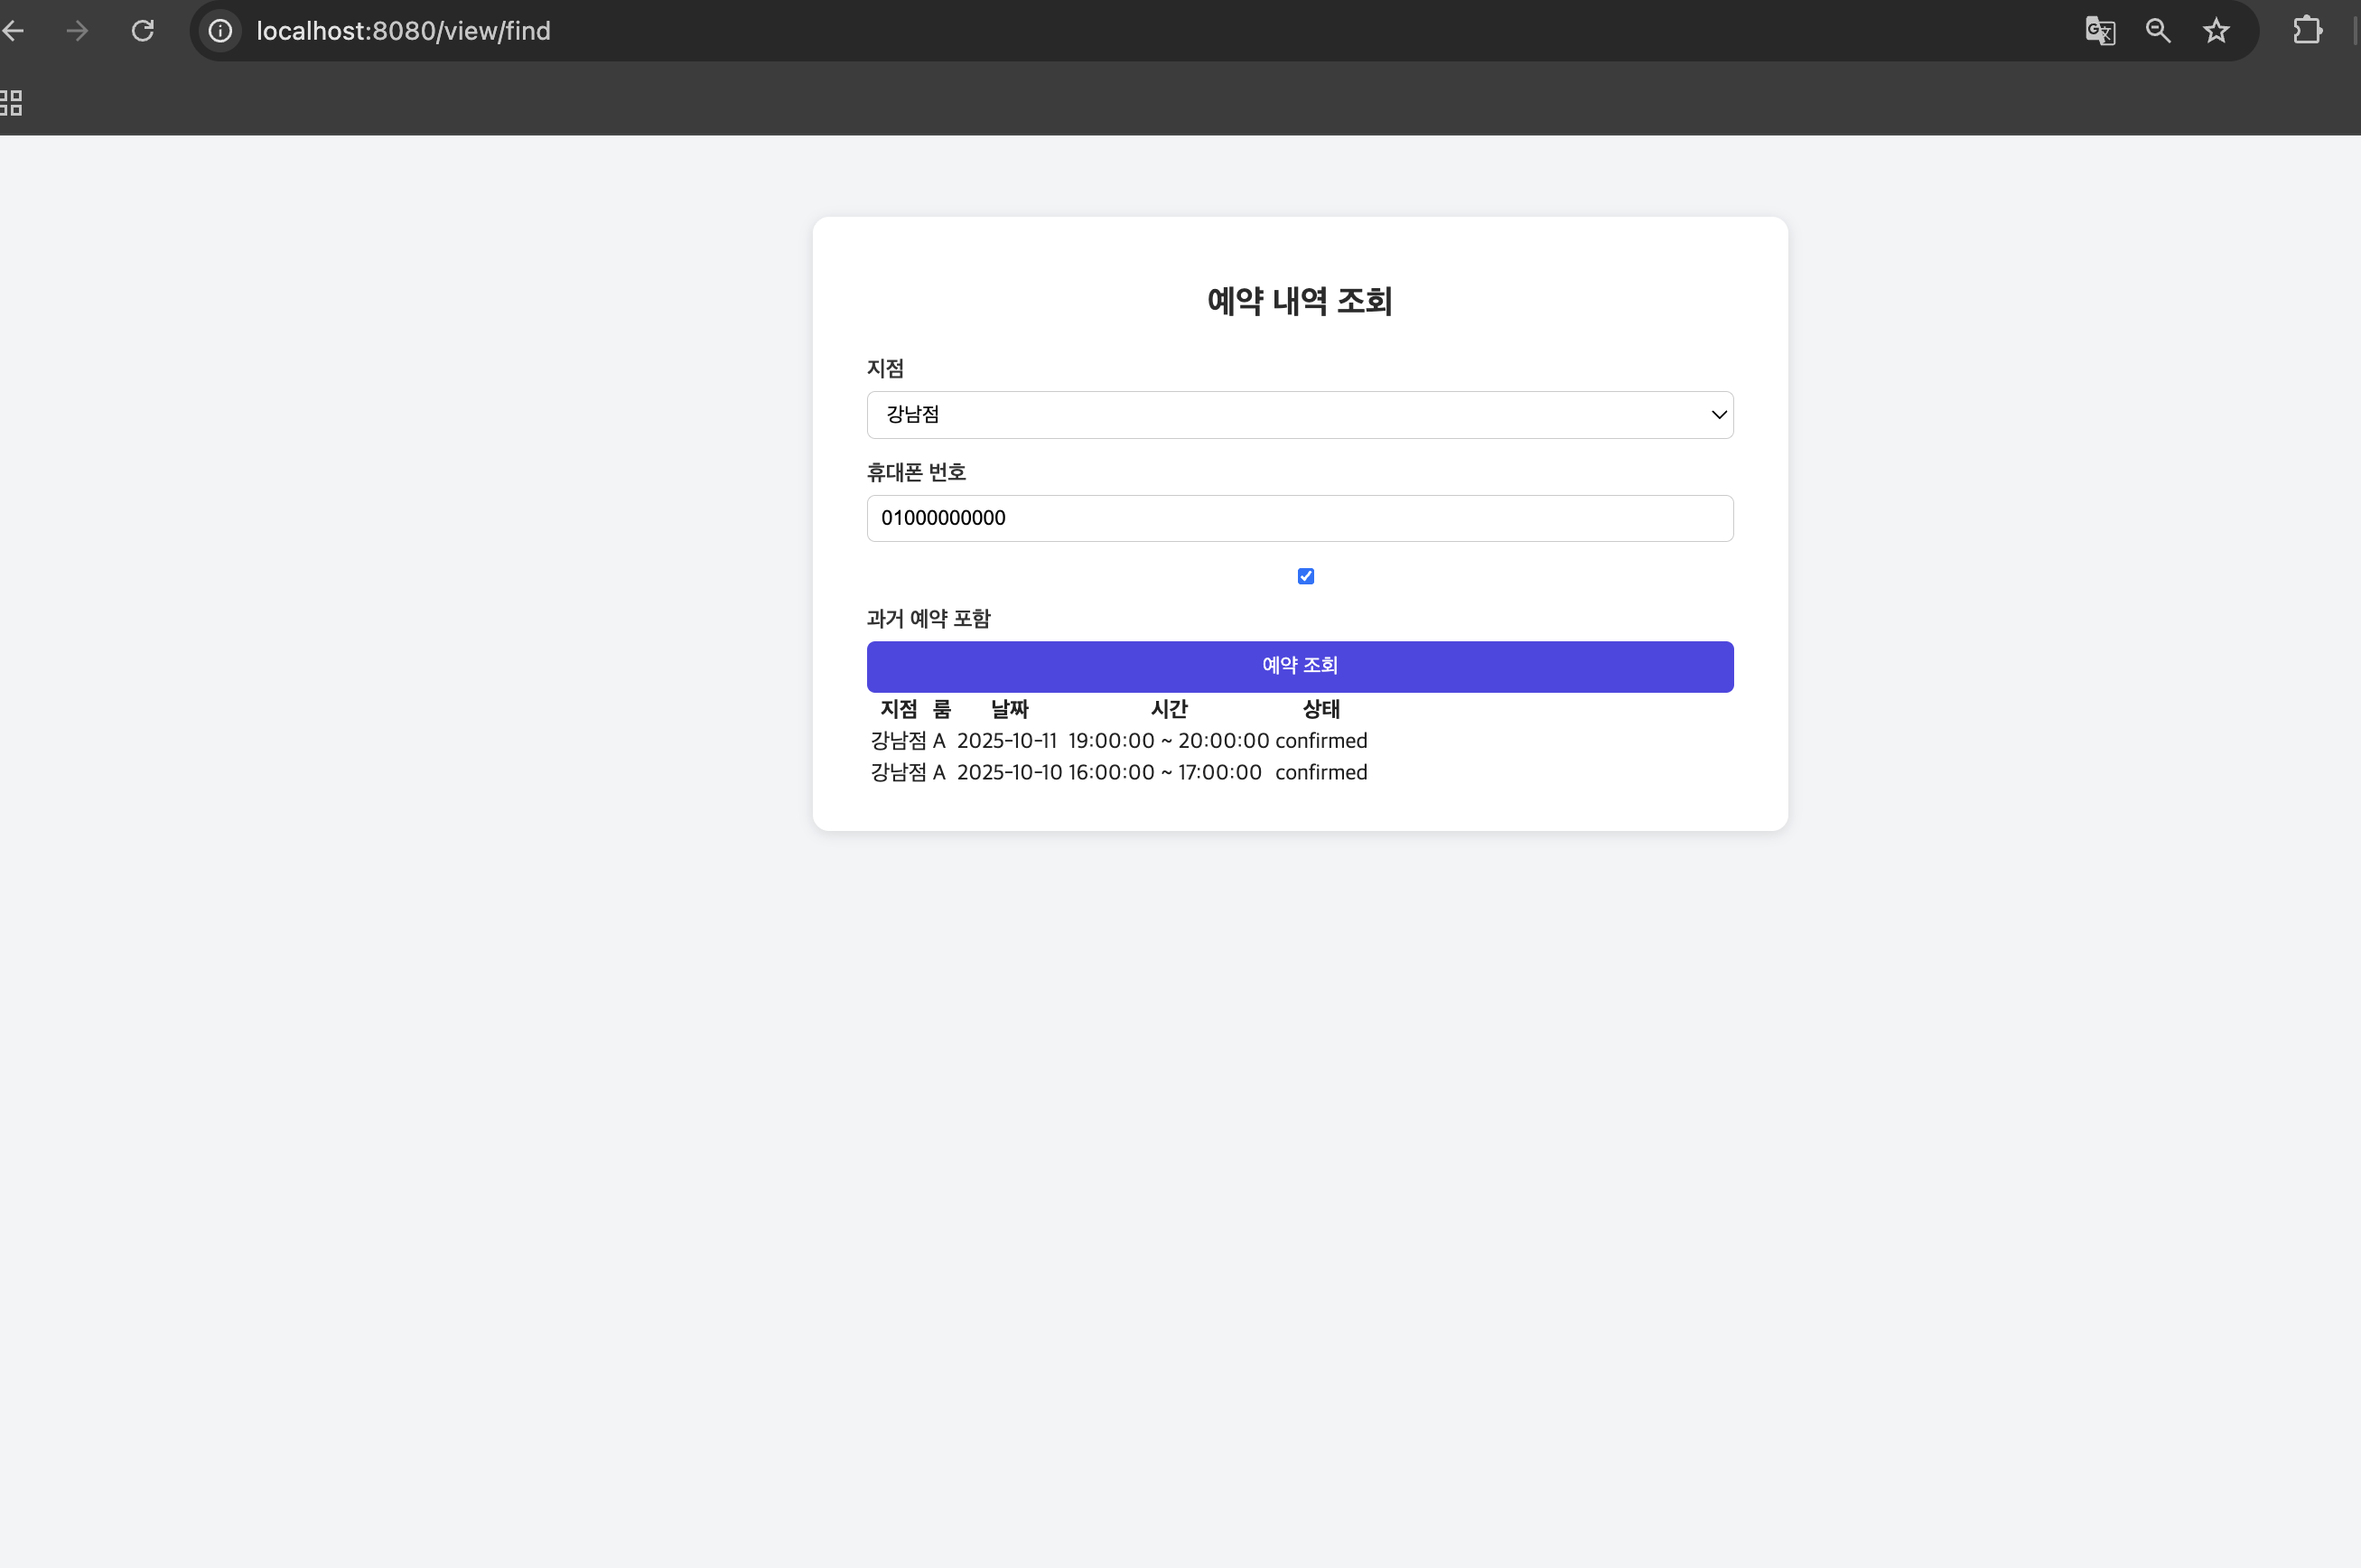 localhost:8080/view/find
예약 내역 조회
지점
강남점
휴대폰 번호
01000000000
과거 예약 포함
예약 조회
지점 룸 날짜 시간 상태
강남점 A 2025-10-11 19:00:00 ~ 20:00:00 confirmed
강남점 A 2025-10-10 16:00:00 ~ 17:00:00 confirmed